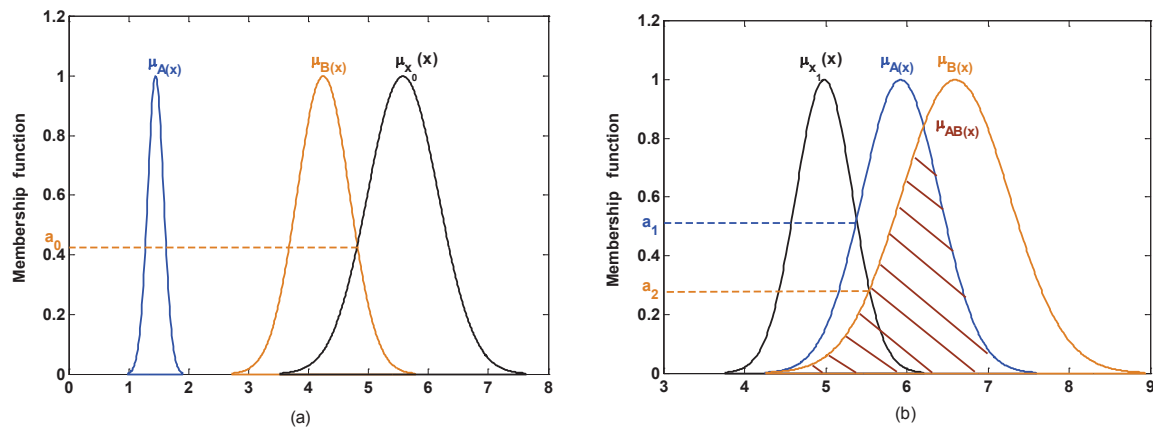 1.2
1
0.8
0.6
0.4
0.2
0
a0
Membership function
μA(x)
μB(x)
μx0(x)
0 1 2 3 4 5 6 7 8
(a)
1.2
1
0.8
0.6
0.4
0.2
0
a1
a2
Membership function
μx1(x)
μA(x)
μB(x)
μAB(x)
3 4 5 6 7 8 9
(b)